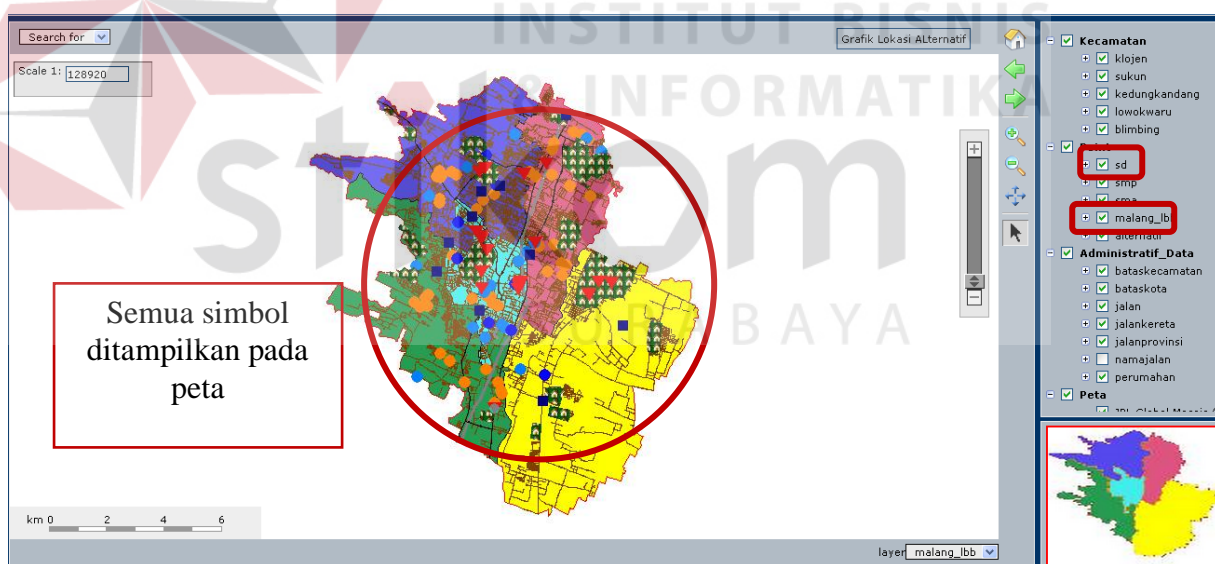 INSTITUT BISNIS
& INFORMATIKA
stikom
SURABAYA
Search for
Grafik Lokasi ALternatif
Scale 1: 128920
Semua simbol
ditampilkan pada
peta
km 0 2 4 6
layer malang_lbb
Kecamatan
klojen
sukun
kedungkandang
lowokwaru
blimbing
Point
sd
smp
sma
malang_lbb
alternatif
Administratif_Data
bataskecamatan
bataskota
jalan
jalankereta
jalanprovinsi
namajalan
perumahan
Peta